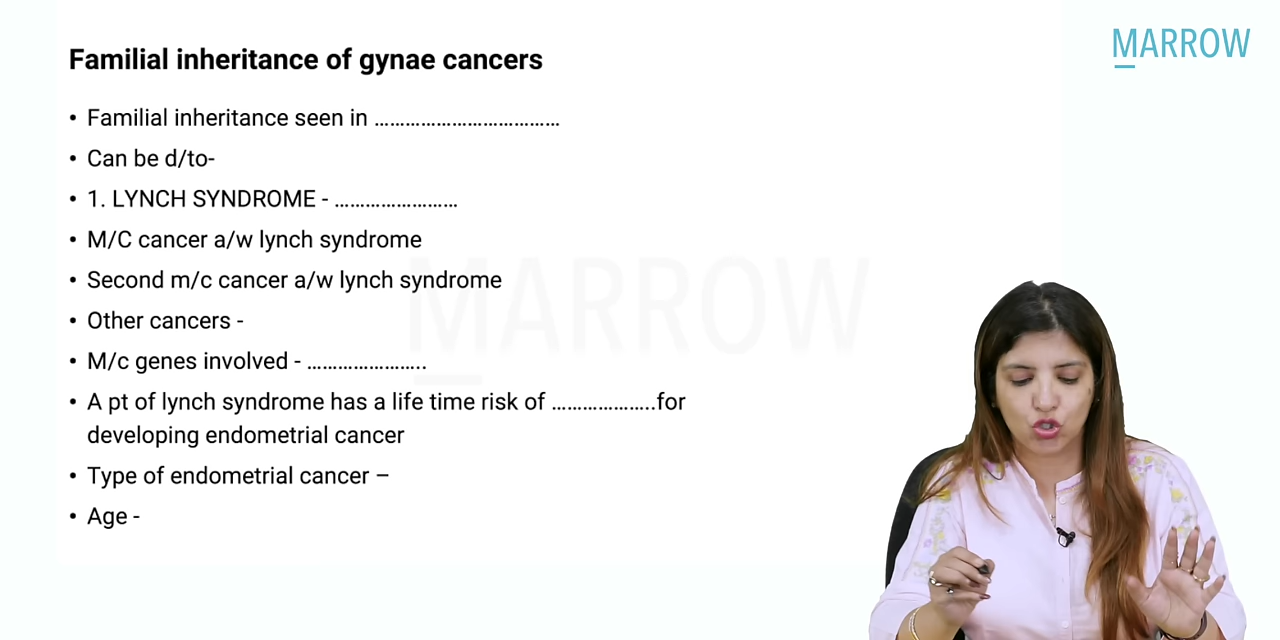 MARROW
Familial inheritance of gynae cancers
• Familial inheritance seen in ………………………………
• Can be d/to-
• 1. LYNCH SYNDROME - ……………………
• M/C cancer a/w lynch syndrome
• Second m/c cancer a/w lynch syndrome
• Other cancers -
• M/c genes involved - …………………..
• A pt of lynch syndrome has a life time risk of ………………..for
developing endometrial cancer
• Type of endometrial cancer –
• Age -
MARROW